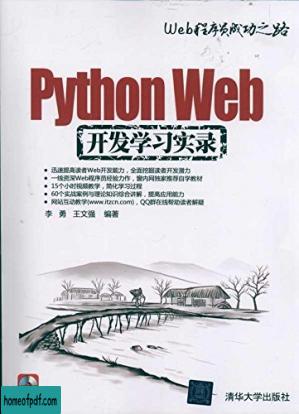 Web程序员成功之路
Python Web
开发学习实录
迅速提高读者Web开发能力，全面挖掘读者开发潜力
一线资深Web程序员经验力作，窗内网独家推荐自学教材
15个小时视频教学，简化学习过程
60个实战案例与理论知识综合讲解，提高应用能力
网站互动教学(www.itzcn.com)，QQ群在线帮助读者解疑
李 勇 王文强 编著
清华大学出版社
homeofpdf.com